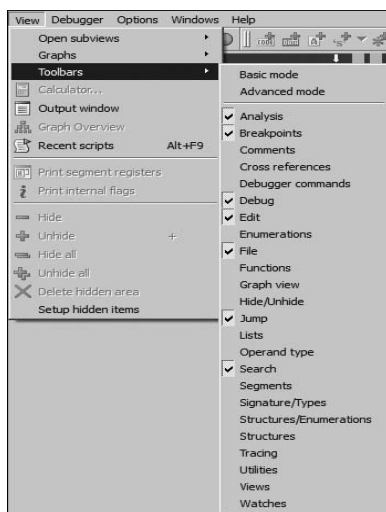 View Debugger Options Windows Help
Open subviews
Graphs
Toolbars
Calculator...
Output window
Graph Overview
Recent scripts Alt+F9
Print segment registers
Print internal flags
Hide
Unhide +
Hide all
Unhide all
Delete hidden area
Setup hidden items
Basic mode
Advanced mode
Analysis
Breakpoints
Comments
Cross references
Debugger commands
Debug
Edit
Enumerations
File
Functions
Graph view
Hide/Unhide
Jump
Lists
Operand type
Search
Segments
Signature/Types
Structures/Enumerations
Structures
Tracing
Utilities
Views
Watches